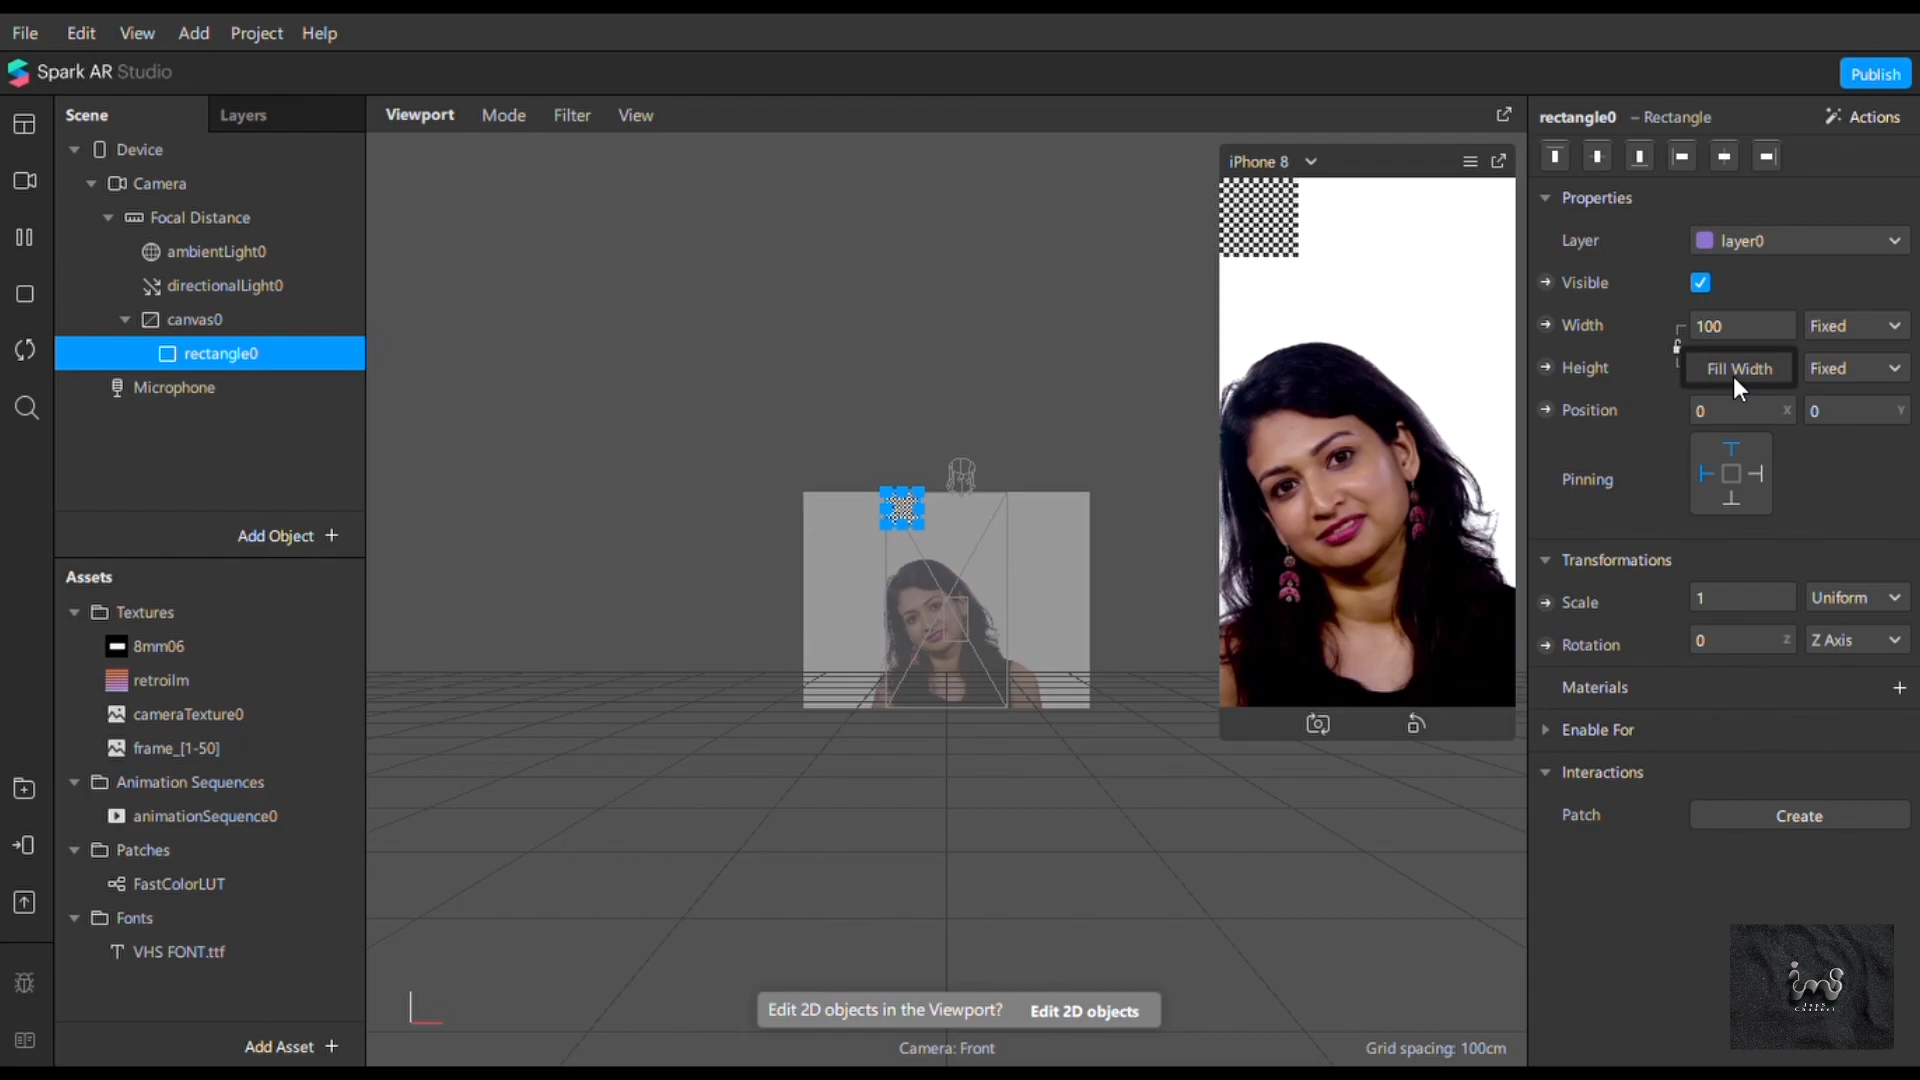 File Edit View Add Project Help
Spark AR Studio
Publish
Scene Layers
Device
Camera
Focal Distance
ambientLight0
directionalLight0
canvas0
rectangle0
Microphone
Add Object +
Assets
Textures
8mm06
retroilm
cameraTexture0
frame_[1-50]
Animation Sequences
animationSequence0
Patches
FastColorLUT
Fonts
VHS FONT.ttf
Add Asset +
Viewport Mode Filter View
iPhone 8
Edit 2D objects in the Viewport? Edit 2D objects
Camera: Front
Grid spacing: 100cm
rectangle0 – Rectangle Actions
Properties
Layer layer0
Visible
Width 100 Fixed
Height Fill Width Fixed
Position 0 X 0 Y
Pinning
Transformations
Scale 1 Uniform
Rotation 0 Z Z Axis
Materials +
Enable For
Interactions
Patch Create